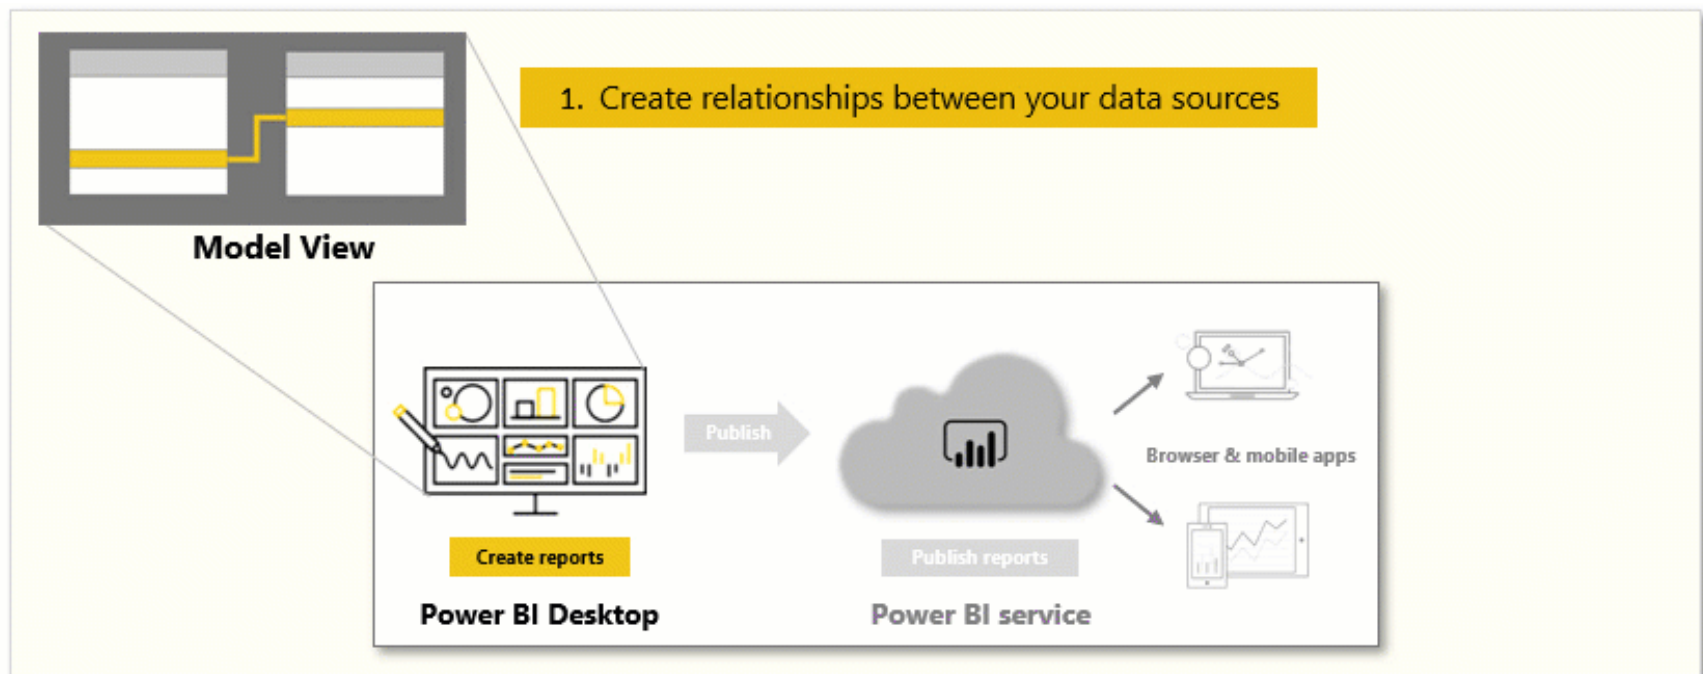 1. Create relationships between your data sources
Model View
Publish
Browser & mobile apps
Create reports
Publish reports
Power BI Desktop
Power BI service